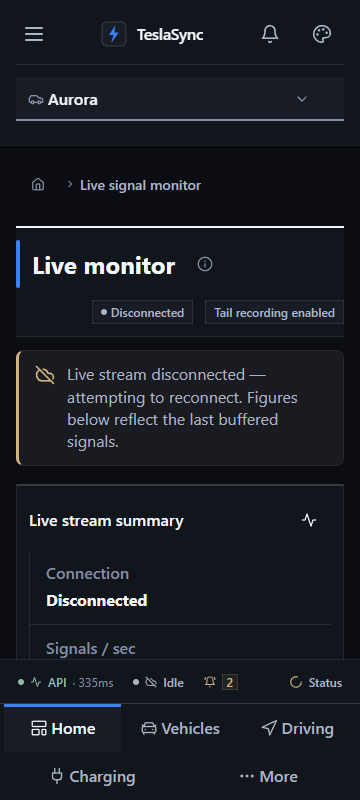 TeslaSync
Aurora
Live signal monitor
Live monitor
Disconnected
Tail recording enabled
Live stream disconnected —
attempting to reconnect. Figures
below reflect the last buffered
signals.
Live stream summary
Connection
Disconnected
Signals / sec
API · 335ms
Idle
2
Status
Home
Vehicles
Driving
Charging
More